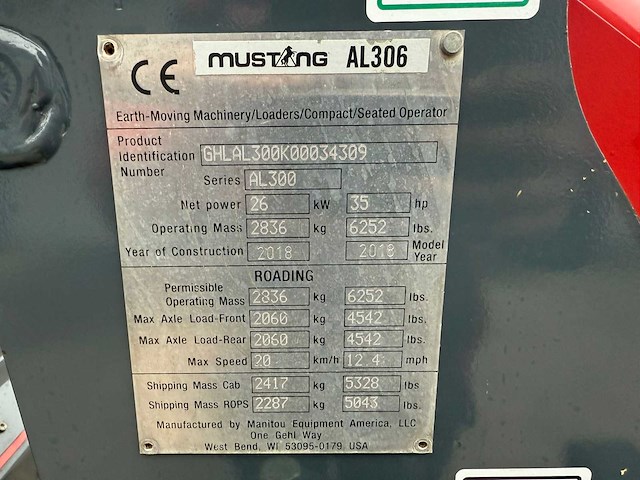 MUSTANG AL306
CE
Earth-Moving Machinery/Loaders/Compact/Seated Operator
Product
Identification GHLAL300K00034309
Number
Series AL300
Net power 26 kW 35 hp
Operating Mass 2836 kg 6252 lbs.
Year of Construction 2018 2018 Model Year
ROADING
Permissible
Operating Mass 2836 kg 6252 lbs.
Max Axle Load-Front 2060 kg 4542 lbs.
Max Axle Load-Rear 2060 kg 4542 lbs.
Max Speed 20 km/h 12.4 mph
Shipping Mass Cab 2417 kg 5328 lbs
Shipping Mass ROPS 2287 kg 5043 lbs.
Manufactured by Manitou Equipment America, LLC
One Gehl Way
West Bend, WI 53095-0179 USA